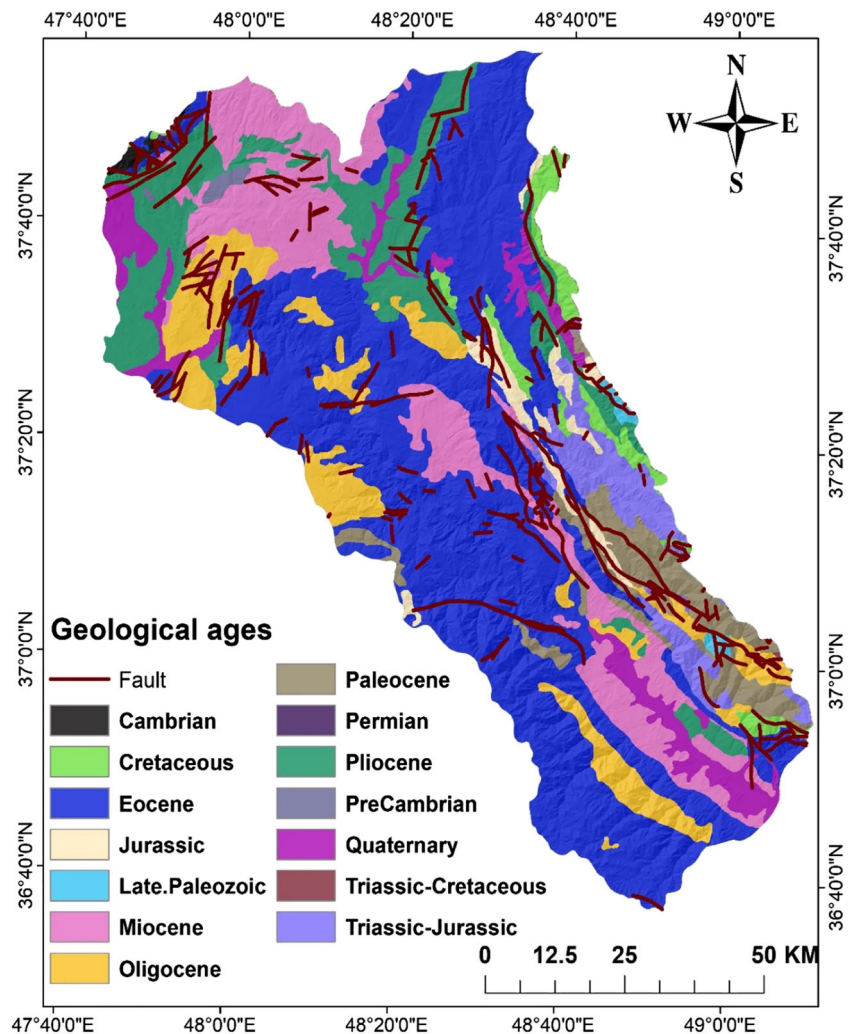 47°40'0"E 48°0'0"E 48°20'0"E 48°40'0"E 49°0'0"E
N
W E
S
37°40'0"N 37°40'0"N
37°20'0"N 37°20'0"N
37°0'0"N 37°0'0"N
36°40'0"N 36°40'0"N
Geological ages
Fault
Cambrian
Cretaceous
Eocene
Jurassic
Late.Paleozoic
Miocene
Oligocene
Paleocene
Permian
Pliocene
PreCambrian
Quaternary
Triassic-Cretaceous
Triassic-Jurassic
0 12.5 25 50 KM
47°40'0"E 48°0'0"E 48°20'0"E 48°40'0"E 49°0'0"E